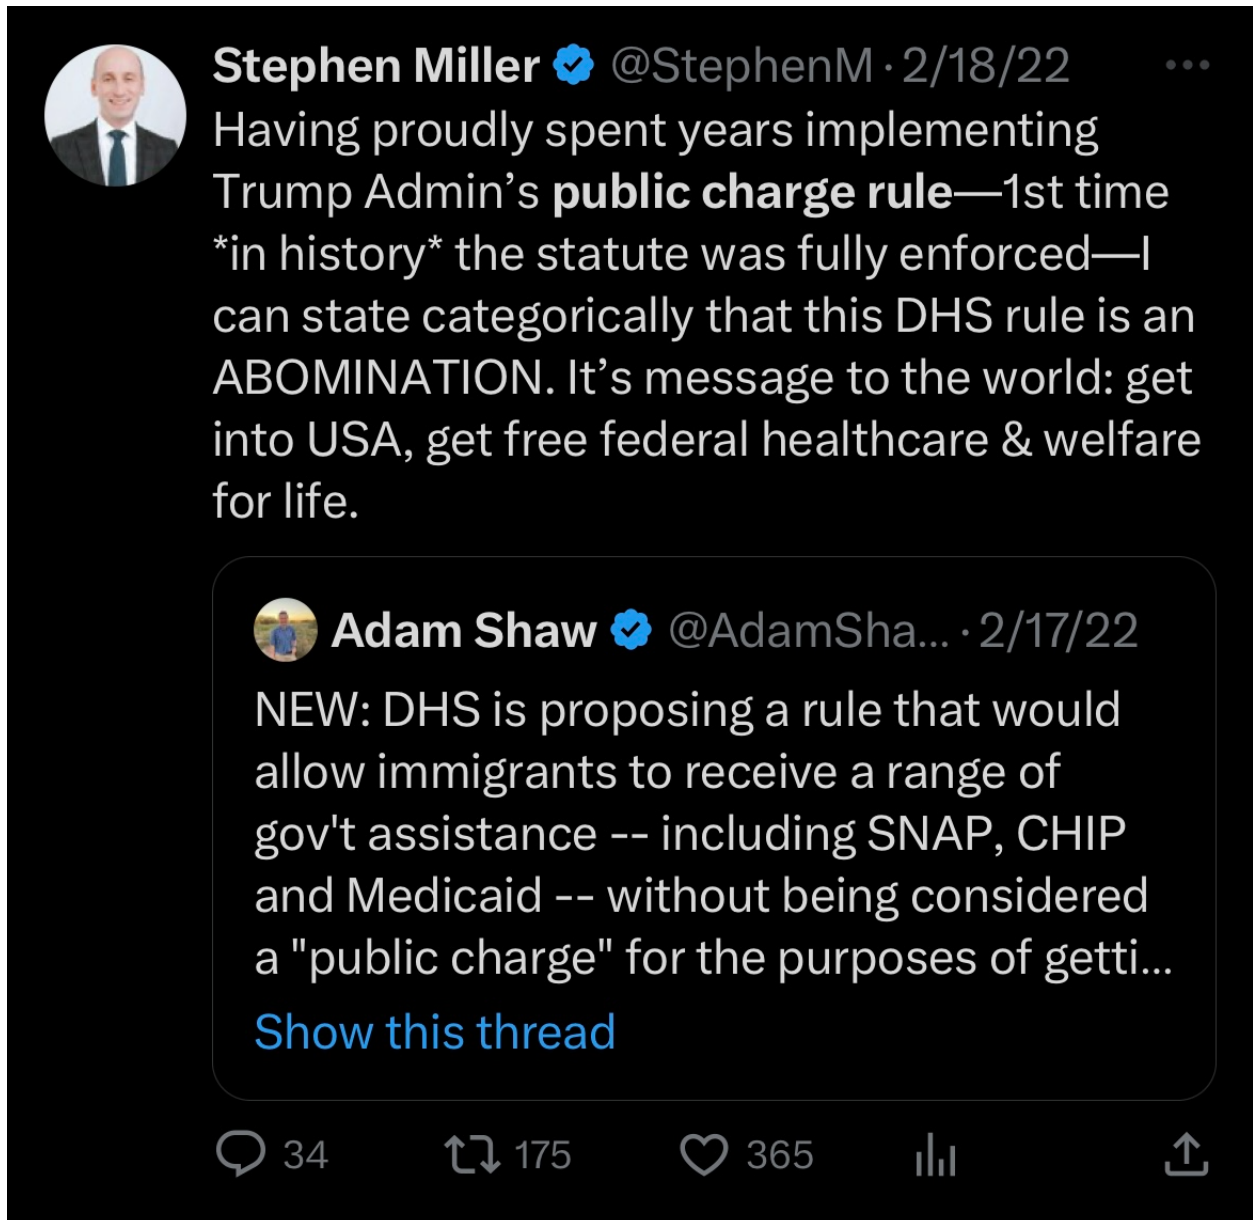 Stephen Miller @StephenM · 2/18/22
Having proudly spent years implementing
Trump Admin’s public charge rule—1st time
*in history* the statute was fully enforced—I
can state categorically that this DHS rule is an
ABOMINATION. It’s message to the world: get
into USA, get free federal healthcare & welfare
for life.
Adam Shaw @AdamSha... · 2/17/22
NEW: DHS is proposing a rule that would
allow immigrants to receive a range of
gov't assistance -- including SNAP, CHIP
and Medicaid -- without being considered
a "public charge" for the purposes of getti...
Show this thread
34 175 365